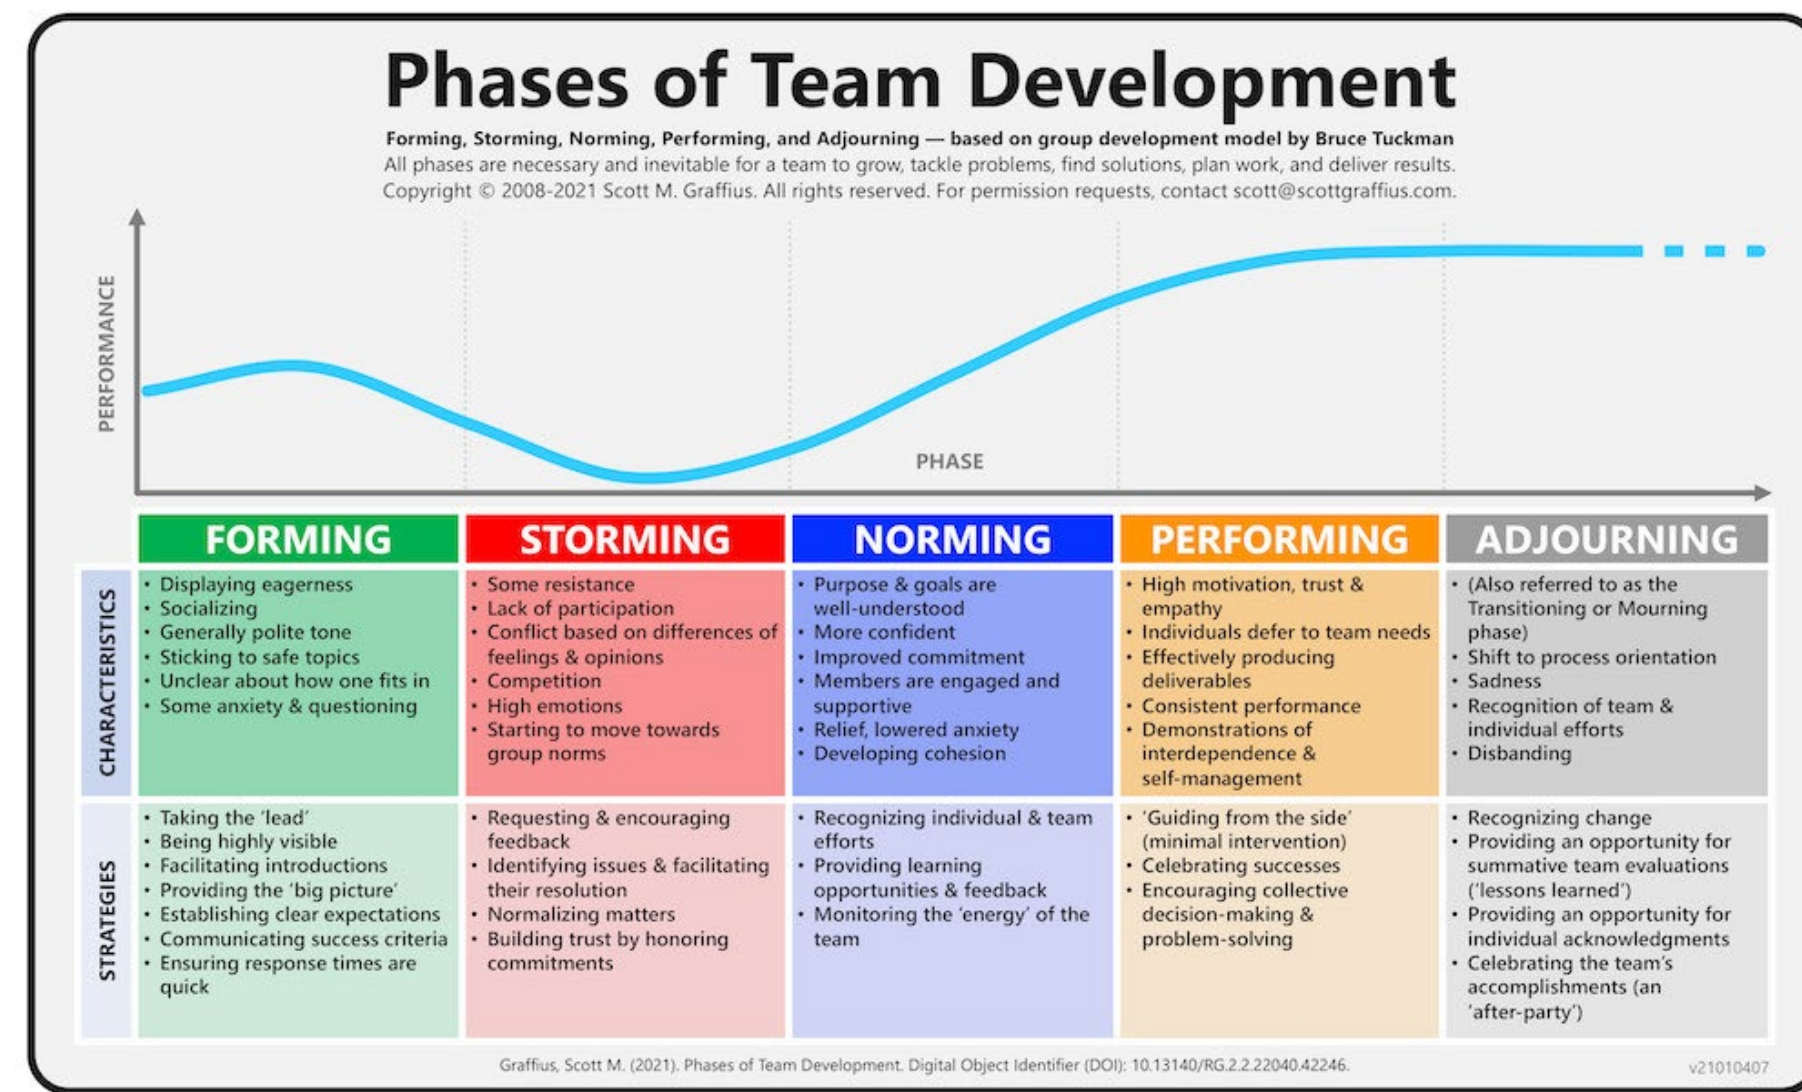 Phases of Team Development
Forming, Storming, Norming, Performing, and Adjourning — based on group development model by Bruce Tuckman
All phases are necessary and inevitable for a team to grow, tackle problems, find solutions, plan work, and deliver results.
Copyright © 2008-2021 Scott M. Graffius. All rights reserved. For permission requests, contact scott@scottgraffius.com.
PERFORMANCE
PHASE
FORMING
STORMING
NORMING
PERFORMING
ADJOURNING
CHARACTERISTICS
• Displaying eagerness
• Socializing
• Generally polite tone
• Sticking to safe topics
• Unclear about how one fits in
• Some anxiety & questioning
• Some resistance
• Lack of participation
• Conflict based on differences of
feelings & opinions
• Competition
• High emotions
• Starting to move towards
group norms
• Purpose & goals are
well-understood
• More confident
• Improved commitment
• Members are engaged and
supportive
• Relief, lowered anxiety
• Developing cohesion
• High motivation, trust &
empathy
• Individuals defer to team needs
• Effectively producing
deliverables
• Consistent performance
• Demonstrations of
interdependence &
self-management
• (Also referred to as the
Transitioning or Mourning
phase)
• Shift to process orientation
• Sadness
• Recognition of team &
individual efforts
• Disbanding
STRATEGIES
• Taking the ‘lead’
• Being highly visible
• Facilitating introductions
• Providing the ‘big picture’
• Establishing clear expectations
• Communicating success criteria
• Ensuring response times are
quick
• Requesting & encouraging
feedback
• Identifying issues & facilitating
their resolution
• Normalizing matters
• Building trust by honoring
commitments
• Recognizing individual & team
efforts
• Providing learning
opportunities & feedback
• Monitoring the ‘energy’ of the
team
• ‘Guiding from the side’
(minimal intervention)
• Celebrating successes
• Encouraging collective
decision-making &
problem-solving
• Recognizing change
• Providing an opportunity for
summative team evaluations
(‘lessons learned’)
• Providing an opportunity for
individual acknowledgments
• Celebrating the team’s
accomplishments (an
‘after-party’)
Graffius, Scott M. (2021). Phases of Team Development. Digital Object Identifier (DOI): 10.13140/RG.2.2.22040.42246.
v21010407